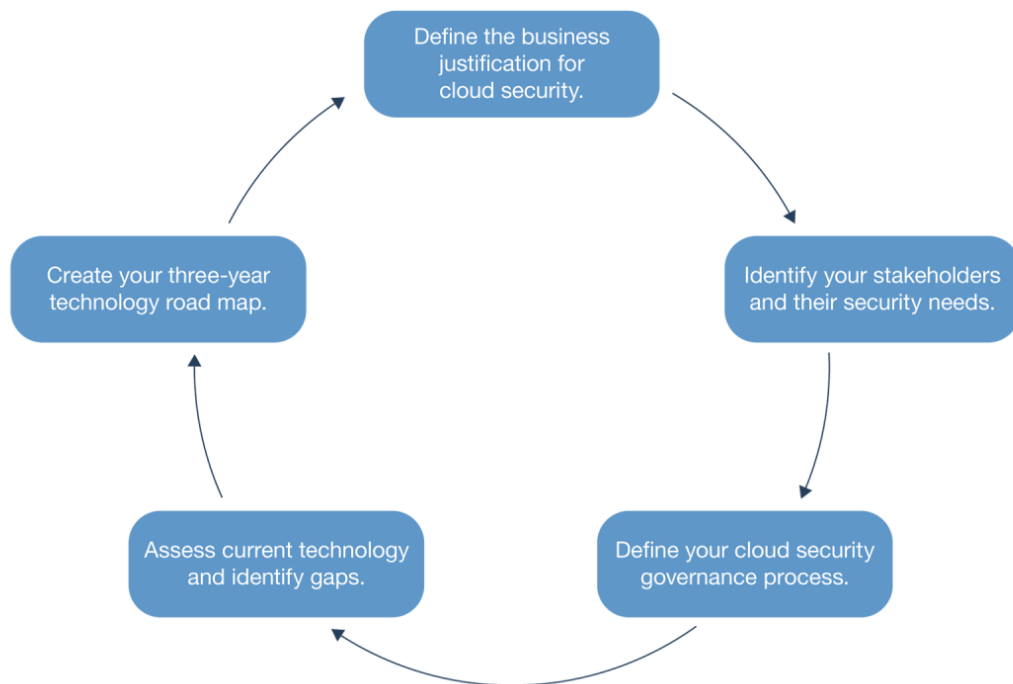 Define the business
justification for
cloud security.
Identify your stakeholders
and their security needs.
Define your cloud security
governance process.
Assess current technology
and identify gaps.
Create your three-year
technology road map.